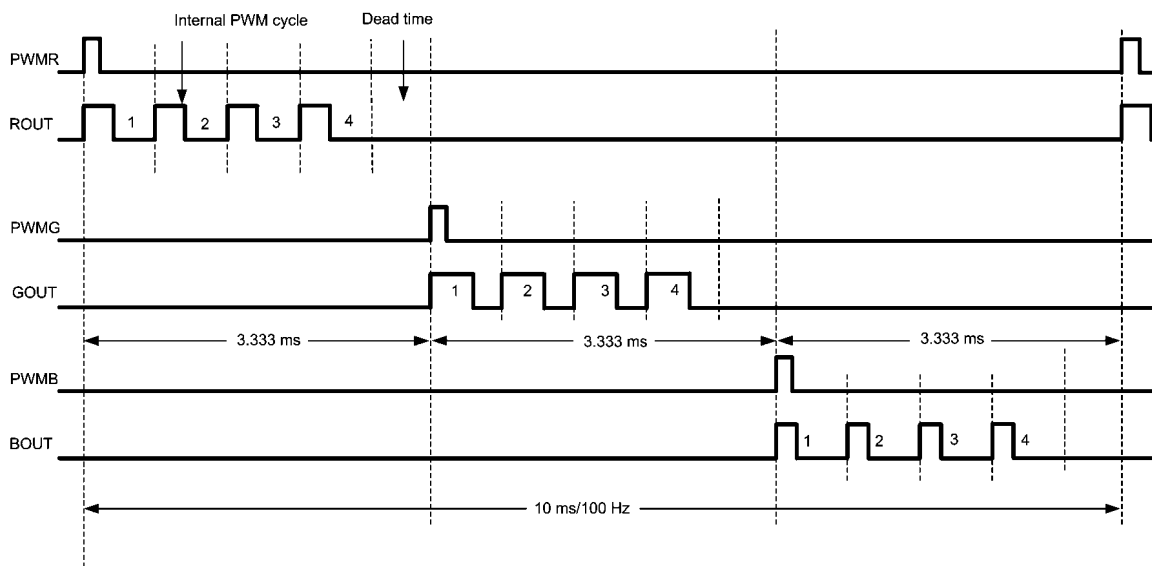 Internal PWM cycle Dead time
PWMR
ROUT 1 2 3 4
PWMG
GOUT 1 2 3 4
3.333 ms 3.333 ms 3.333 ms
PWMB
BOUT 1 2 3 4
10 ms/100 Hz